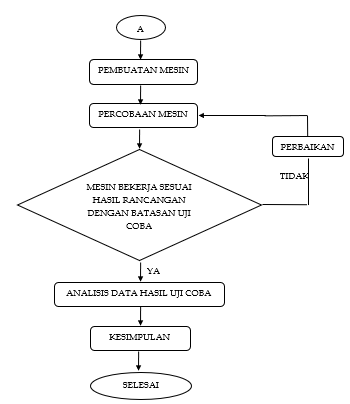 A
PEMBUATAN MESIN
PERCOBAAN MESIN
PERBAIKAN
TIDAK
MESIN BEKERJA SESUAI
HASIL RANCANGAN
DENGAN BATASAN UJI
COBA
YA
ANALISIS DATA HASIL UJI COBA
KESIMPULAN
SELESAI